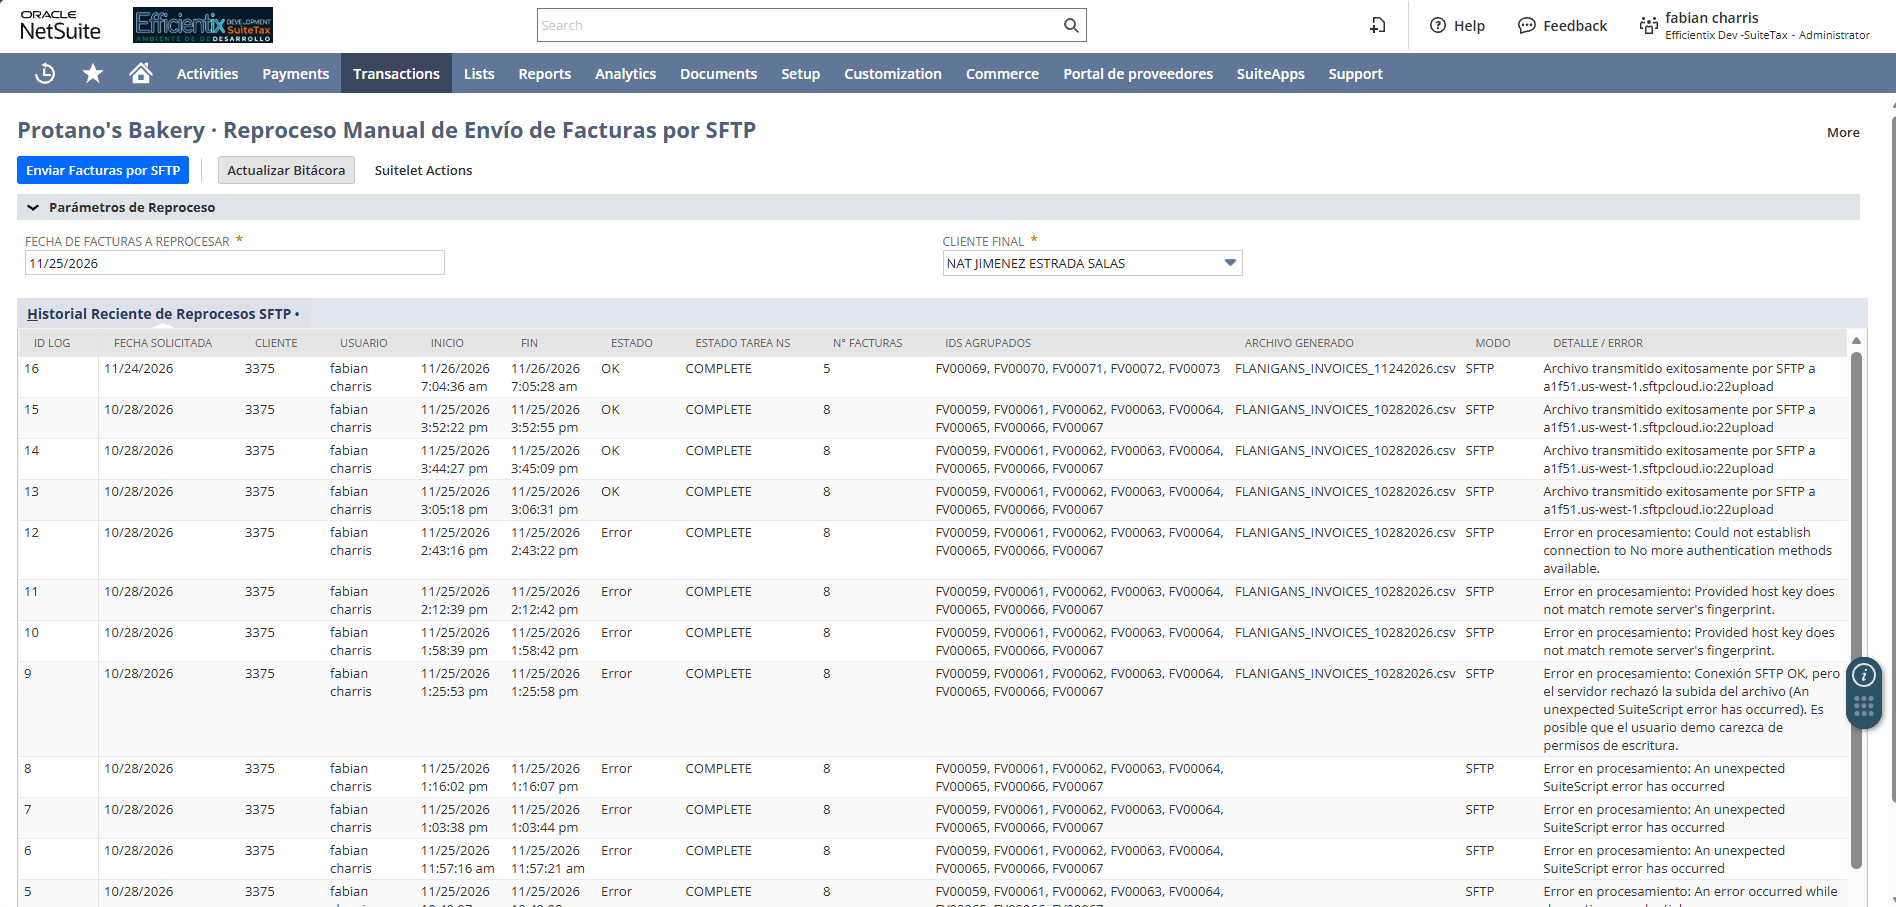 ORACLE
NetSuite
Efficientix DEVELOPMENT
SuiteTax
AMBIENTE DE DESARROLLO
Search
Help
Feedback
fabian charris
Efficientix Dev -SuiteTax - Administrator
Activities Payments Transactions Lists Reports Analytics Documents Setup Customization Commerce Portal de proveedores SuiteApps Support
Protano's Bakery · Reproceso Manual de Envío de Facturas por SFTP
More
Enviar Facturas por SFTP Actualizar Bitácora Suitelet Actions
Parámetros de Reproceso
FECHA DE FACTURAS A REPROCESAR * CLIENTE FINAL *
11/25/2026 NAT JIMENEZ ESTRADA SALAS
Historial Reciente de Reprocesos SFTP •
ID LOG FECHA SOLICITADA CLIENTE USUARIO INICIO FIN ESTADO ESTADO TAREA NS N° FACTURAS IDS AGRUPADOS ARCHIVO GENERADO MODO DETALLE / ERROR
16 11/24/2026 3375 fabian 11/26/2026 11/26/2026 OK COMPLETE 5 FV00069, FV00070, FV00071, FV00072, FV00073 FLANIGANS_INVOICES_11242026.csv SFTP Archivo transmitido exitosamente por SFTP a
charris 7:04:36 am 7:05:28 am a1f51.us-west-1.sftpcloud.io:22upload
15 10/28/2026 3375 fabian 11/25/2026 11/25/2026 OK COMPLETE 8 FV00059, FV00061, FV00062, FV00063, FV00064, FLANIGANS_INVOICES_10282026.csv SFTP Archivo transmitido exitosamente por SFTP a
charris 3:52:22 pm 3:52:55 pm FV00065, FV00066, FV00067 a1f51.us-west-1.sftpcloud.io:22upload
14 10/28/2026 3375 fabian 11/25/2026 11/25/2026 OK COMPLETE 8 FV00059, FV00061, FV00062, FV00063, FV00064, FLANIGANS_INVOICES_10282026.csv SFTP Archivo transmitido exitosamente por SFTP a
charris 3:44:27 pm 3:45:09 pm FV00065, FV00066, FV00067 a1f51.us-west-1.sftpcloud.io:22upload
13 10/28/2026 3375 fabian 11/25/2026 11/25/2026 OK COMPLETE 8 FV00059, FV00061, FV00062, FV00063, FV00064, FLANIGANS_INVOICES_10282026.csv SFTP Archivo transmitido exitosamente por SFTP a
charris 3:05:18 pm 3:06:31 pm FV00065, FV00066, FV00067 a1f51.us-west-1.sftpcloud.io:22upload
12 10/28/2026 3375 fabian 11/25/2026 11/25/2026 Error COMPLETE 8 FV00059, FV00061, FV00062, FV00063, FV00064, FLANIGANS_INVOICES_10282026.csv SFTP Error en procesamiento: Could not establish
charris 2:43:16 pm 2:43:22 pm FV00065, FV00066, FV00067 connection to No more authentication methods
available.
11 10/28/2026 3375 fabian 11/25/2026 11/25/2026 Error COMPLETE 8 FV00059, FV00061, FV00062, FV00063, FV00064, FLANIGANS_INVOICES_10282026.csv SFTP Error en procesamiento: Provided host key does
charris 2:12:39 pm 2:12:42 pm FV00065, FV00066, FV00067 not match remote server's fingerprint.
10 10/28/2026 3375 fabian 11/25/2026 11/25/2026 Error COMPLETE 8 FV00059, FV00061, FV00062, FV00063, FV00064, FLANIGANS_INVOICES_10282026.csv SFTP Error en procesamiento: Provided host key does
charris 1:58:39 pm 1:58:42 pm FV00065, FV00066, FV00067 not match remote server's fingerprint.
9 10/28/2026 3375 fabian 11/25/2026 11/25/2026 Error COMPLETE 8 FV00059, FV00061, FV00062, FV00063, FV00064, FLANIGANS_INVOICES_10282026.csv SFTP Error en procesamiento: Conexión SFTP OK, pero
charris 1:25:53 pm 1:25:58 pm FV00065, FV00066, FV00067 el servidor rechazó la subida del archivo (An
unexpected SuiteScript error has occurred). Es
posible que el usuario demo carezca de
permisos de escritura.
8 10/28/2026 3375 fabian 11/25/2026 11/25/2026 Error COMPLETE 8 FV00059, FV00061, FV00062, FV00063, FV00064, SFTP Error en procesamiento: An unexpected
charris 1:16:02 pm 1:16:07 pm FV00065, FV00066, FV00067 SuiteScript error has occurred
7 10/28/2026 3375 fabian 11/25/2026 11/25/2026 Error COMPLETE 8 FV00059, FV00061, FV00062, FV00063, FV00064, SFTP Error en procesamiento: An unexpected
charris 1:03:38 pm 1:03:44 pm FV00065, FV00066, FV00067 SuiteScript error has occurred
6 10/28/2026 3375 fabian 11/25/2026 11/25/2026 Error COMPLETE 8 FV00059, FV00061, FV00062, FV00063, FV00064, SFTP Error en procesamiento: An unexpected
charris 11:57:16 am 11:57:21 am FV00065, FV00066, FV00067 SuiteScript error has occurred
5 10/28/2026 3375 fabian 11/25/2026 11/25/2026 Error COMPLETE 8 FV00059, FV00061, FV00062, FV00063, FV00064, SFTP Error en procesamiento: An error occurred while